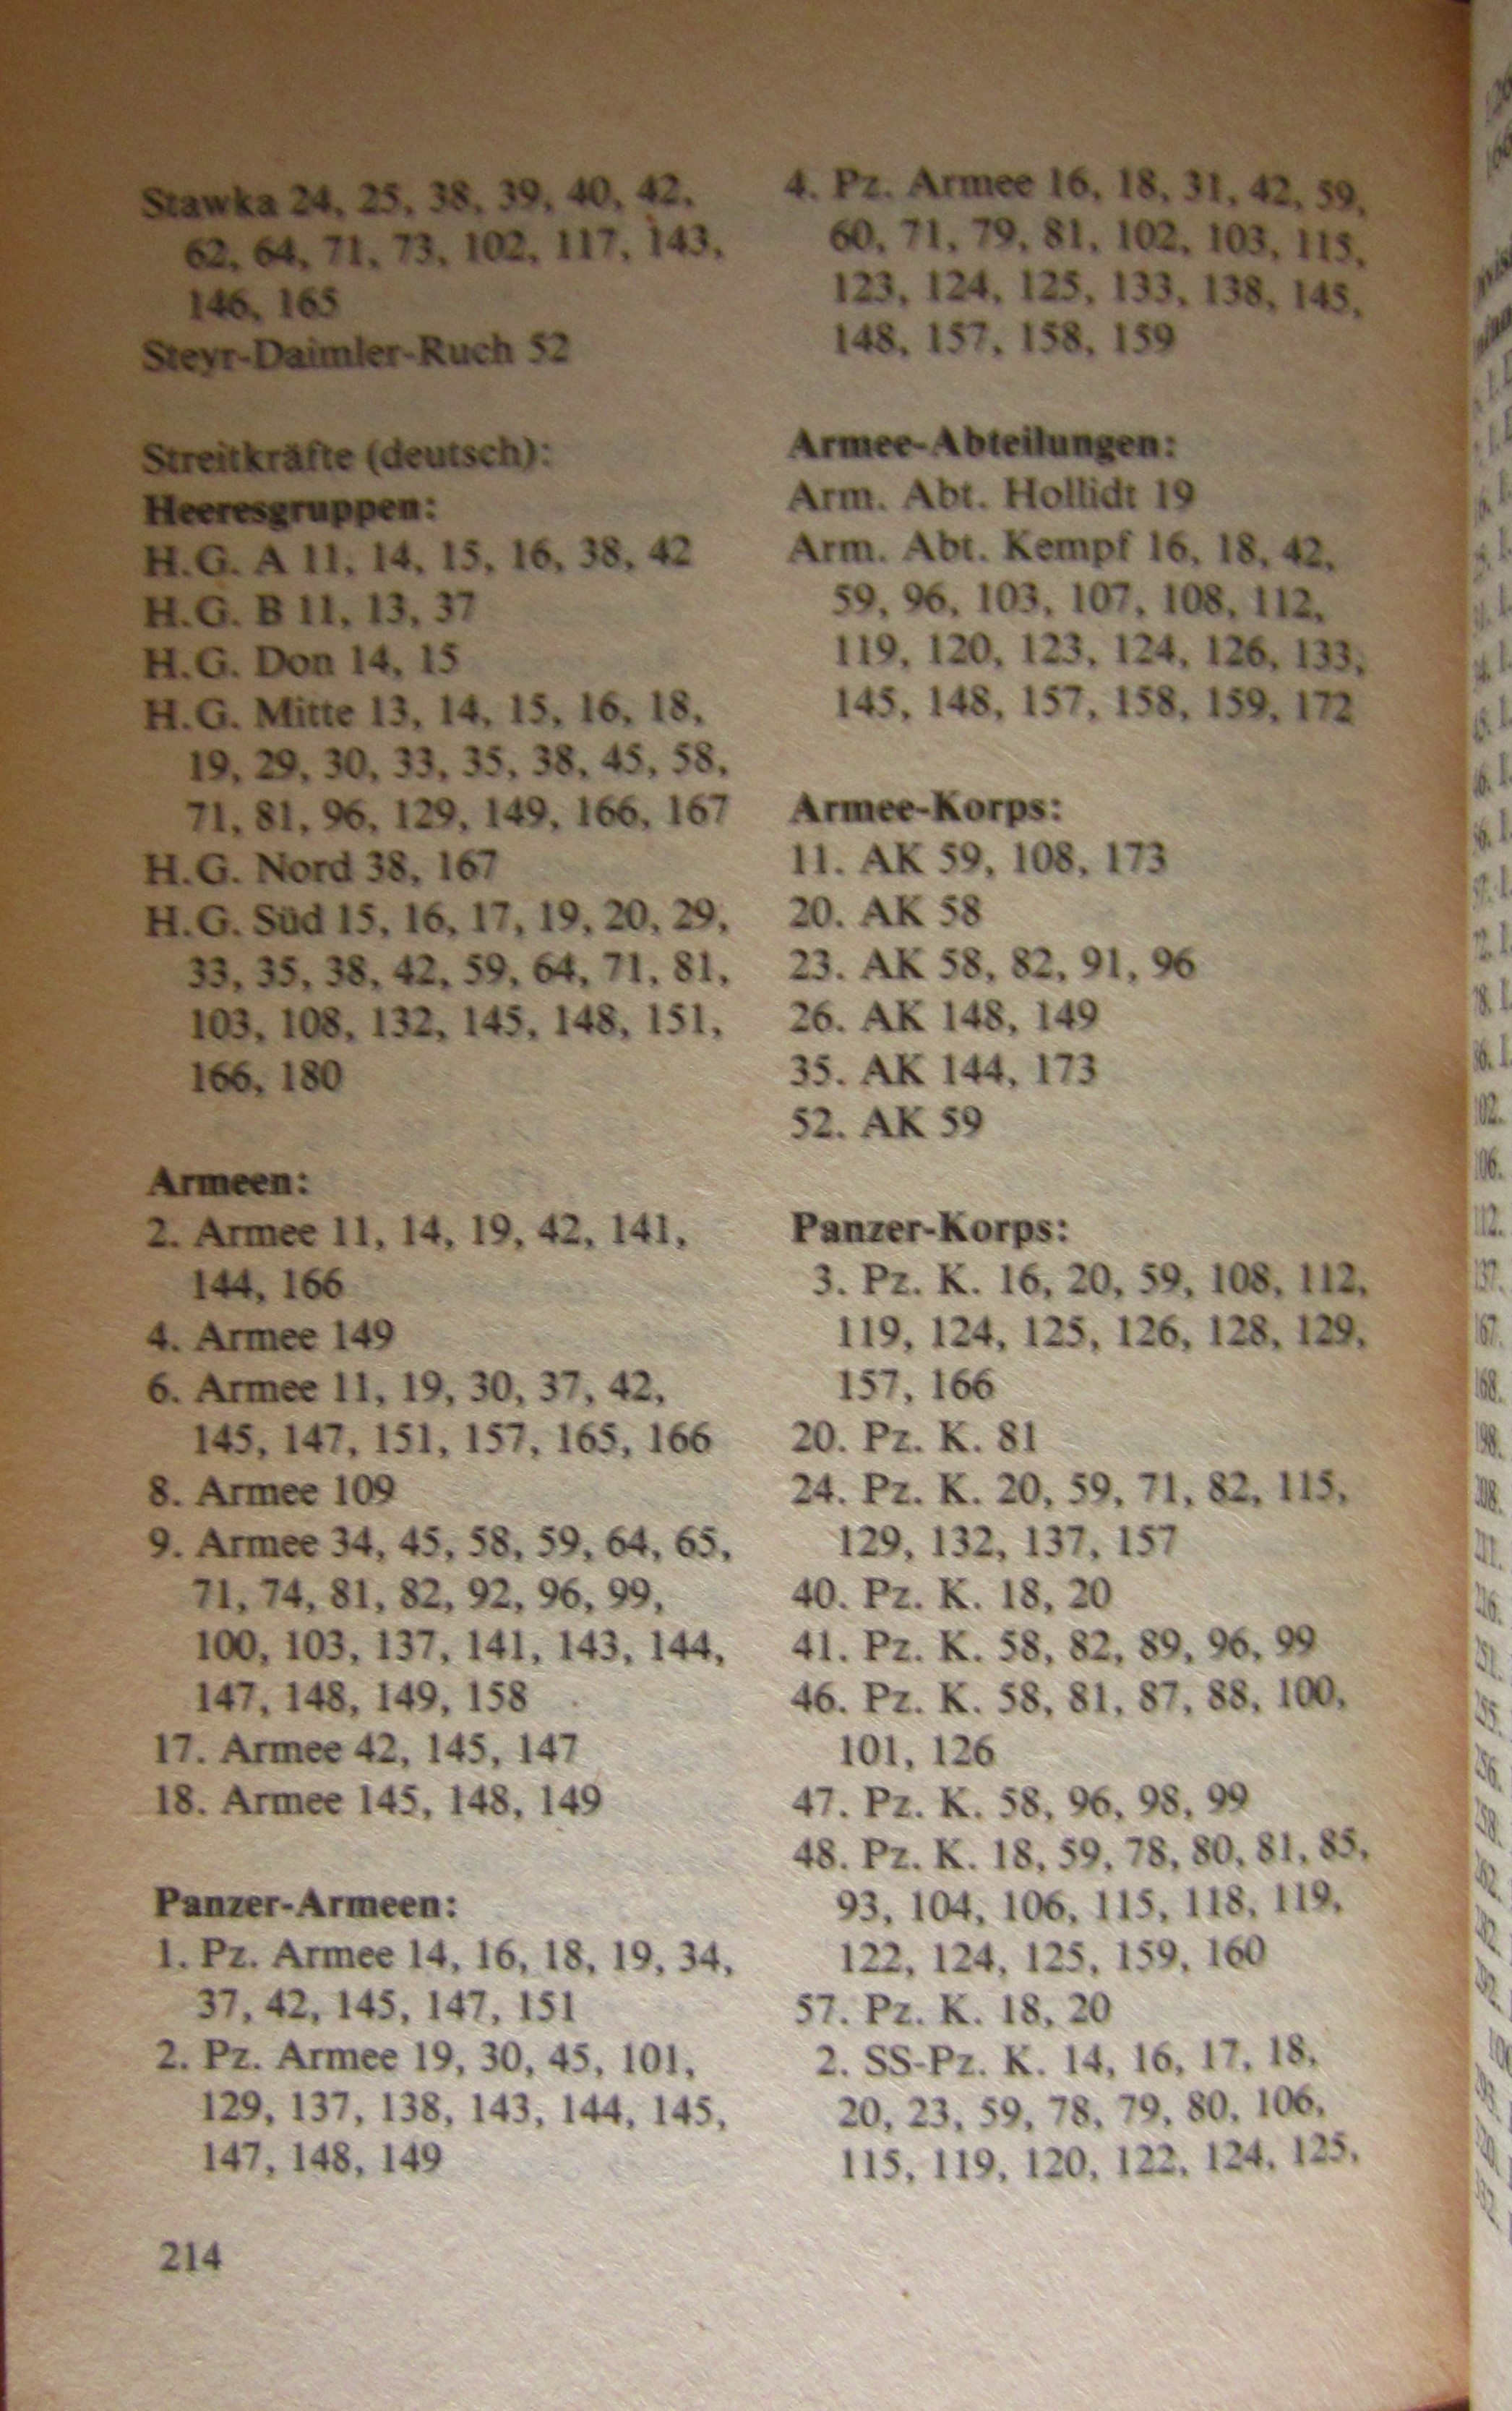 Stawka 24, 25, 38, 39, 40, 42,
62, 64, 71, 73, 102, 117, 143,
146, 165
Steyr-Daimler-Ruch 52
Streitkräfte (deutsch):
Heeresgruppen:
H.G. A 11, 14, 15, 16, 38, 42
H.G. B 11, 13, 37
H.G. Don 14, 15
H.G. Mitte 13, 14, 15, 16, 18,
19, 29, 30, 33, 35, 38, 45, 58,
71, 81, 96, 129, 149, 166, 167
H.G. Nord 38, 167
H.G. Süd 15, 16, 17, 19, 20, 29,
33, 35, 38, 42, 59, 64, 71, 81,
103, 108, 132, 145, 148, 151,
166, 180
Armeen:
2. Armee 11, 14, 19, 42, 141,
144, 166
4. Armee 149
6. Armee 11, 19, 30, 37, 42,
145, 147, 151, 157, 165, 166
8. Armee 109
9. Armee 34, 45, 58, 59, 64, 65,
71, 74, 81, 82, 92, 96, 99,
100, 103, 137, 141, 143, 144,
147, 148, 149, 158
17. Armee 42, 145, 147
18. Armee 145, 148, 149
Panzer-Armeen:
1. Pz. Armee 14, 16, 18, 19, 34,
37, 42, 145, 147, 151
2. Pz. Armee 19, 30, 45, 101,
129, 137, 138, 143, 144, 145,
147, 148, 149
4. Pz. Armee 16, 18, 31, 42, 59,
60, 71, 79, 81, 102, 103, 115,
123, 124, 125, 133, 138, 145,
148, 157, 158, 159
Armee-Abteilungen:
Arm. Abt. Hollidt 19
Arm. Abt. Kempf 16, 18, 42,
59, 96, 103, 107, 108, 112,
119, 120, 123, 124, 126, 133,
145, 148, 157, 158, 159, 172
Armee-Korps:
11. AK 59, 108, 173
20. AK 58
23. AK 58, 82, 91, 96
26. AK 148, 149
35. AK 144, 173
52. AK 59
Panzer-Korps:
3. Pz. K. 16, 20, 59, 108, 112,
119, 124, 125, 126, 128, 129,
157, 166
20. Pz. K. 81
24. Pz. K. 20, 59, 71, 82, 115,
129, 132, 137, 157
40. Pz. K. 18, 20
41. Pz. K. 58, 82, 89, 96, 99
46. Pz. K. 58, 81, 87, 88, 100,
101, 126
47. Pz. K. 58, 96, 98, 99
48. Pz. K. 18, 59, 78, 80, 81, 85,
93, 104, 106, 115, 118, 119,
122, 124, 125, 159, 160
57. Pz. K. 18, 20
2. SS-Pz. K. 14, 16, 17, 18,
20, 23, 59, 78, 79, 80, 106,
115, 119, 120, 122, 124, 125,
214